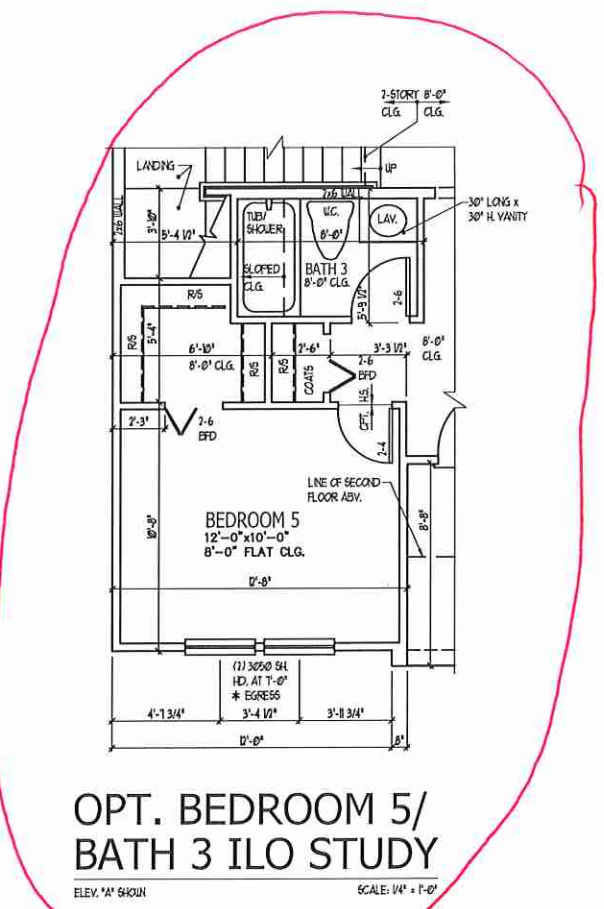 2-STORY 8'-0"
CLG. CLG.
LANDING
UP
2x6 WALL
2x6 WALL
30" LONG x
30" H. VANITY
TUB/
SHOWER
W.C.
LAV.
3'-10"
5'-4 1/2"
8'-0"
SLOPED
CLG.
BATH 3
8'-0" CLG.
5'-9 1/2"
2-6
R/S
R/S
5'-4"
6'-10"
8'-0" CLG.
R/S
R/S
2'-6"
COATS
3'-3 1/2"
8'-0"
CLG.
2-6
BFD
2'-3"
2-6
BFD
CPT. H.S.
2-4
LINE OF SECOND
FLOOR ABV.
10'-8"
BEDROOM 5
12'-0"x10'-0"
8'-0" FLAT CLG.
8'-8"
12'-8"
(2) 3050 SH.
HD. AT 7'-0"
* EGRESS
4'-7 3/4"
3'-4 1/2"
3'-11 3/4"
12'-0"
8"
OPT. BEDROOM 5/
BATH 3 ILO STUDY
ELEV. "A" SHOWN
SCALE: 1/4" = 1'-0"